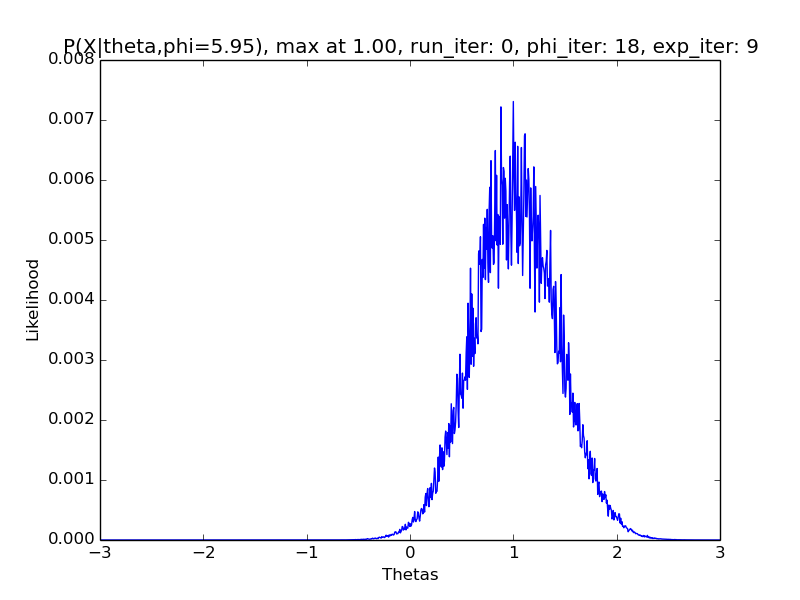 P(X|theta,phi=5.95), max at 1.00, run_iter: 0, phi_iter: 18, exp_iter: 9
0.008
0.007
0.006
0.005
0.004
0.003
0.002
0.001
0.000
Likelihood
−3 −2 −1 0 1 2 3
Thetas